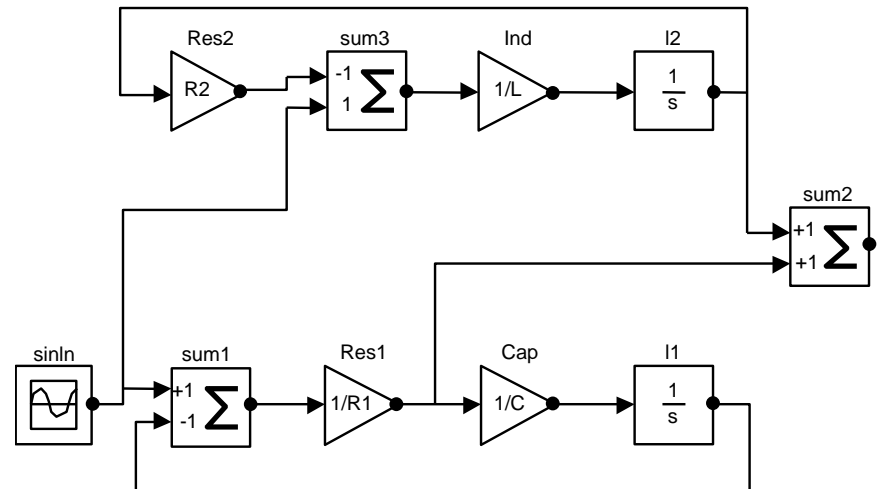 Res2
sum3
Ind
I2
R2
-1
1
Σ
1/L
1
s
sum2
+1
+1
Σ
sinIn
sum1
Res1
Cap
I1
+1
-1
Σ
1/R1
1/C
1
s